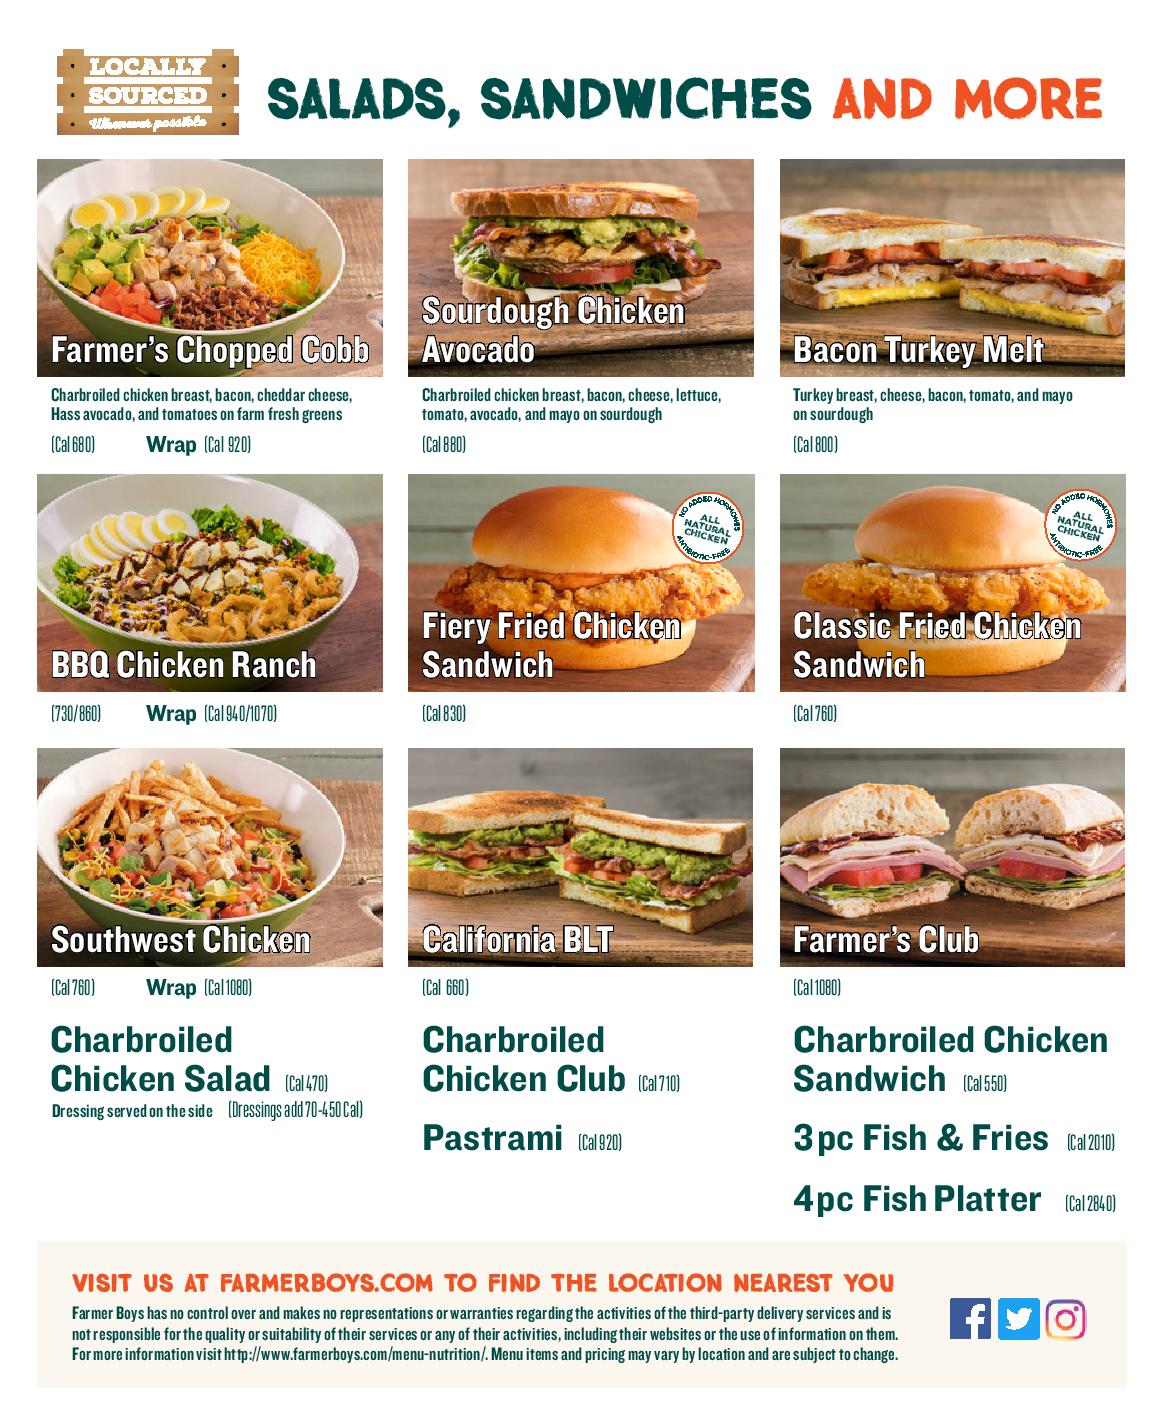 LOCALLY
SOURCED
Whenever possible
SALADS, SANDWICHES AND MORE
Farmer's Chopped Cobb
Charbroiled chicken breast, bacon, cheddar cheese,
Hass avocado, and tomatoes on farm fresh greens
(Cal 680) Wrap (Cal 920)
Sourdough Chicken
Avocado
Charbroiled chicken breast, bacon, cheese, lettuce,
tomato, avocado, and mayo on sourdough
(Cal 880)
Bacon Turkey Melt
Turkey breast, cheese, bacon, tomato, and mayo
on sourdough
(Cal 800)
BBQ Chicken Ranch
(730/860) Wrap (Cal 940/1070)
NO ADDED HORMONES
ALL
NATURAL
CHICKEN
ANTIBIOTIC-FREE
Fiery Fried Chicken
Sandwich
(Cal 830)
NO ADDED HORMONES
ALL
NATURAL
CHICKEN
ANTIBIOTIC-FREE
Classic Fried Chicken
Sandwich
(Cal 760)
Southwest Chicken
(Cal 760) Wrap (Cal 1080)
California BLT
(Cal 660)
Farmer's Club
(Cal 1080)
Charbroiled
Chicken Salad (Cal 470)
Dressing served on the side (Dressings add 70-450 Cal)
Charbroiled
Chicken Club (Cal 710)
Pastrami (Cal 920)
Charbroiled Chicken
Sandwich (Cal 550)
3pc Fish & Fries (Cal 2010)
4pc Fish Platter (Cal 2840)
VISIT US AT FARMERBOYS.COM TO FIND THE LOCATION NEAREST YOU
Farmer Boys has no control over and makes no representations or warranties regarding the activities of the third-party delivery services and is
not responsible for the quality or suitability of their services or any of their activities, including their websites or the use of information on them.
For more information visit http://www.farmerboys.com/menu-nutrition/. Menu items and pricing may vary by location and are subject to change.